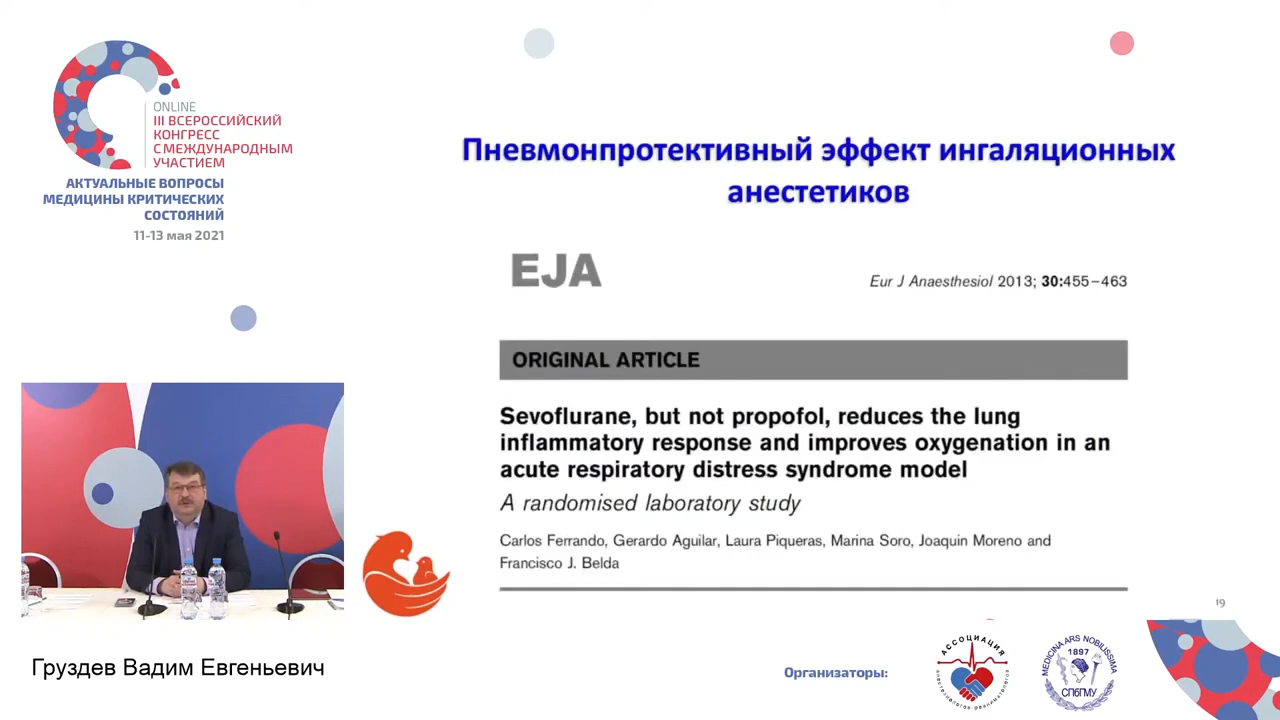 ONLINE
III ВСЕРОССИЙСКИЙ
КОНГРЕСС
С МЕЖДУНАРОДНЫМ
УЧАСТИЕМ
АКТУАЛЬНЫЕ ВОПРОСЫ
МЕДИЦИНЫ КРИТИЧЕСКИХ
СОСТОЯНИЙ
11-13 мая 2021
Пневмонпротективный эффект ингаляционных
анестетиков
EJA
Eur J Anaesthesiol 2013; 30:455–463
ORIGINAL ARTICLE
Sevoflurane, but not propofol, reduces the lung
inflammatory response and improves oxygenation in an
acute respiratory distress syndrome model
A randomised laboratory study
Carlos Ferrando, Gerardo Aguilar, Laura Piqueras, Marina Soro, Joaquin Moreno and
Francisco J. Belda
19
Груздев Вадим Евгеньевич
Организаторы:
АССОЦИАЦИЯ
анестезиологов-реаниматологов
MEDICINA ARS NOBILISSIMA
1897
СПбГМУ